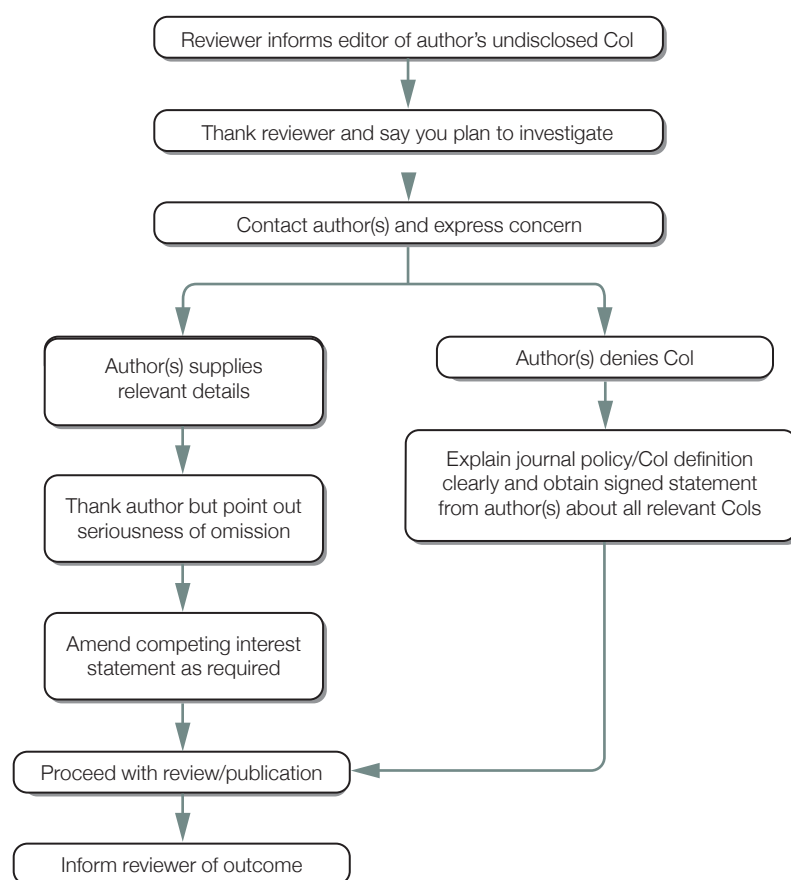 Reviewer informs editor of author’s undisclosed CoI
Thank reviewer and say you plan to investigate
Contact author(s) and express concern
Author(s) supplies
relevant details
Author(s) denies CoI
Thank author but point out
seriousness of omission
Explain journal policy/CoI definition
clearly and obtain signed statement
from author(s) about all relevant CoIs
Amend competing interest
statement as required
Proceed with review/publication
Inform reviewer of outcome